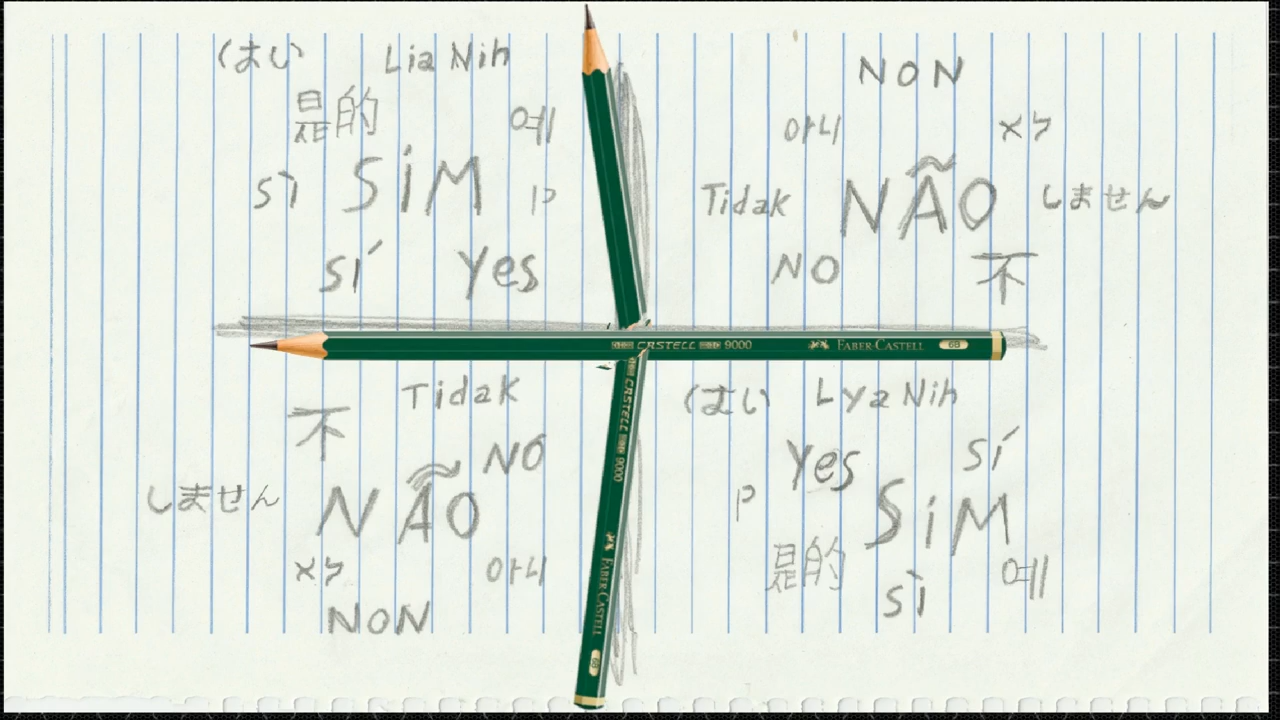 はい Lia Nih
NON
是的 예
아니
sì SiM
Tidak NÃO しません
sí Yes
NO 不
CASTELL 9000 FABER-CASTELL 6B
CASTELL 9000 FABER-CASTELL
Tidak
はい Lya Nih
不 NO
Yes sí
しません NÃO
SiM
아니
是的 예
NON
sì